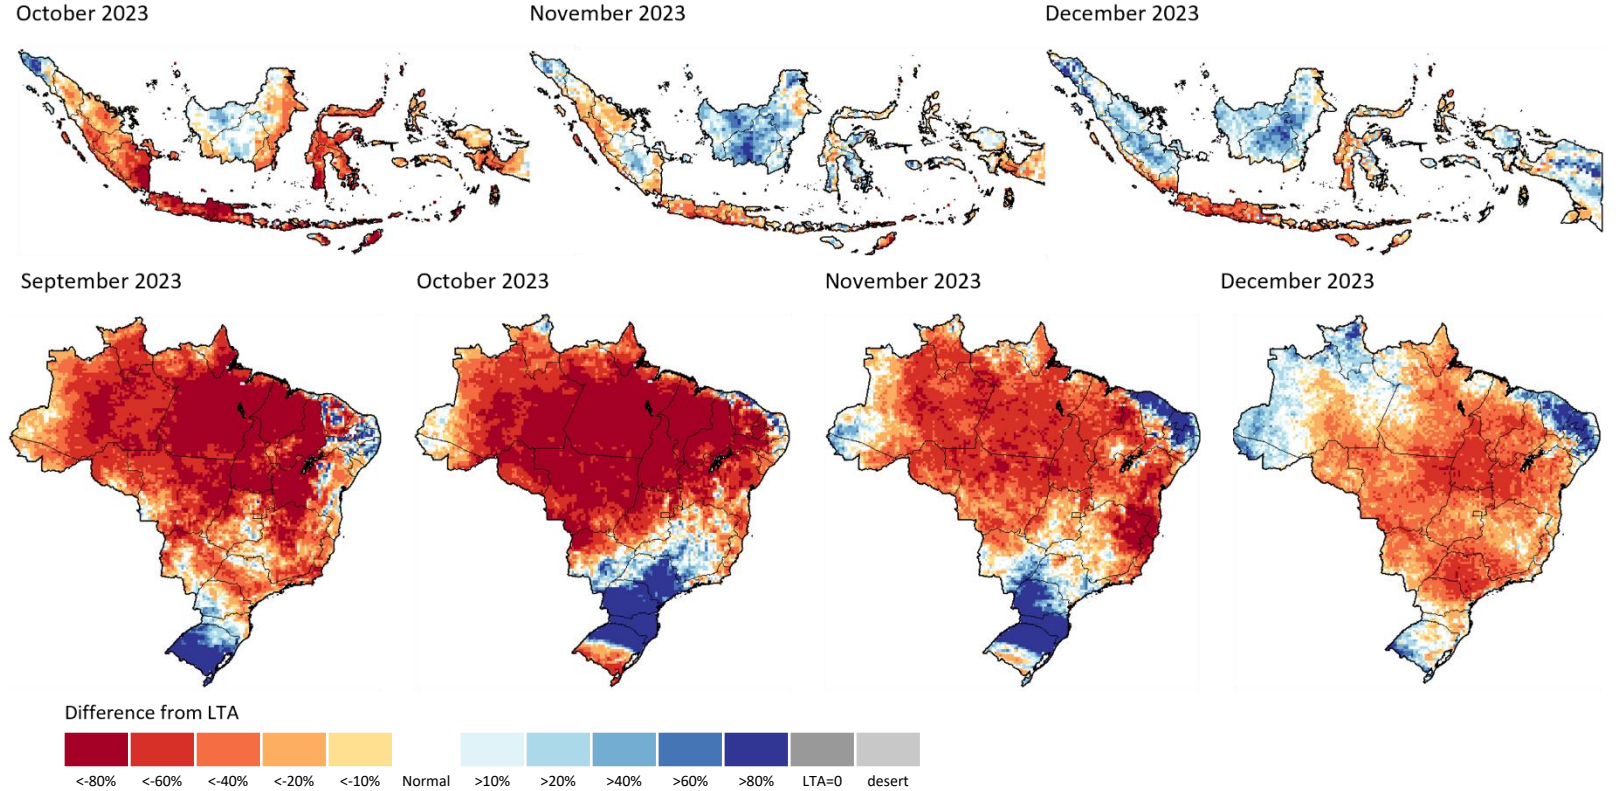 October 2023
November 2023
December 2023
September 2023
October 2023
November 2023
December 2023
Difference from LTA
<-80% <-60% <-40% <-20% <-10% Normal >10% >20% >40% >60% >80% LTA=0 desert